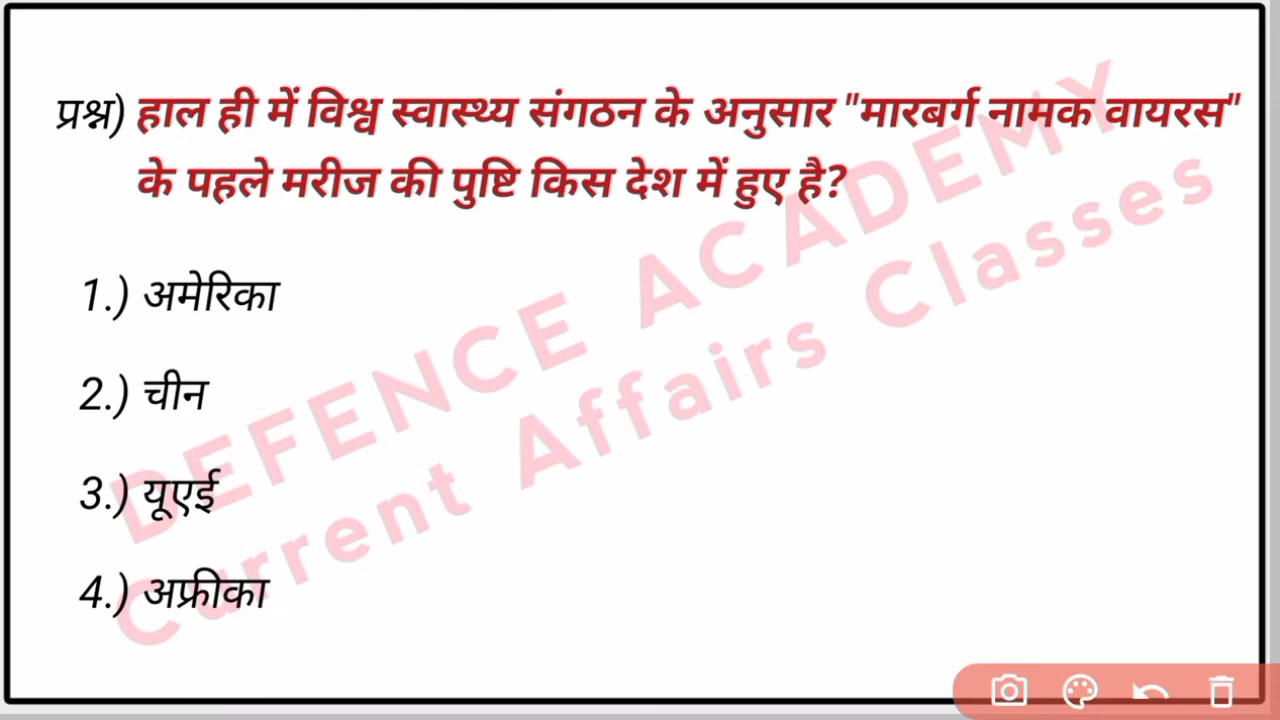 प्रश्न) हाल ही में विश्व स्वास्थ्य संगठन के अनुसार "मारबर्ग नामक वायरस"
के पहले मरीज की पुष्टि किस देश में हुए है?
1.) अमेरिका
2.) चीन
3.) यूएई
4.) अफ्रीका
DEFENCE ACADEMY
Current Affairs Classes